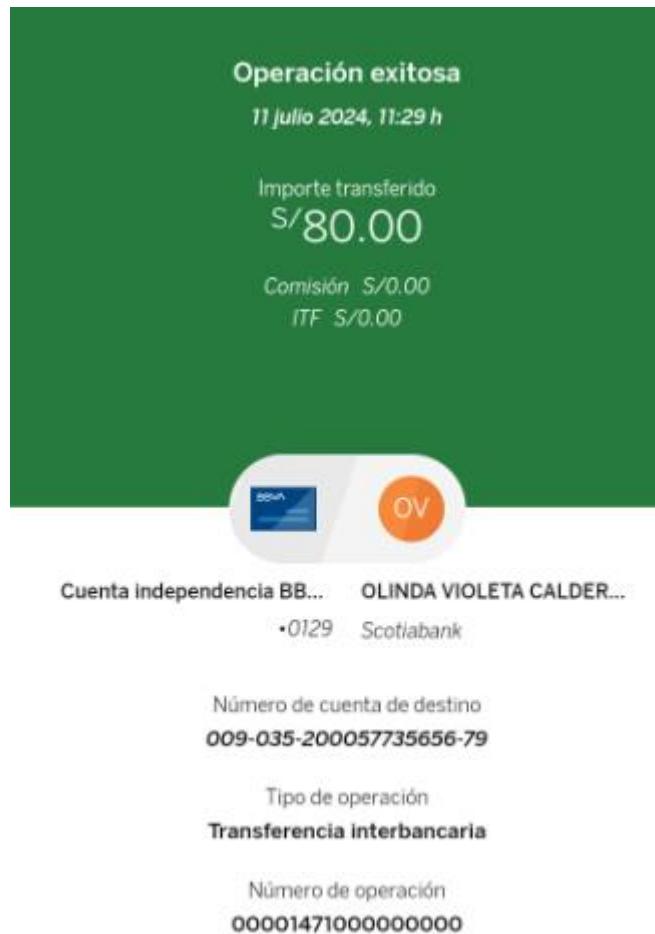 Operación exitosa
11 julio 2024, 11:29 h
Importe transferido
S/80.00
Comisión S/0.00
ITF S/0.00
BBVA
OV
Cuenta independencia BB... OLINDA VIOLETA CALDER...
•0129 Scotiabank
Número de cuenta de destino
009-035-200057735656-79
Tipo de operación
Transferencia interbancaria
Número de operación
000014710000000000